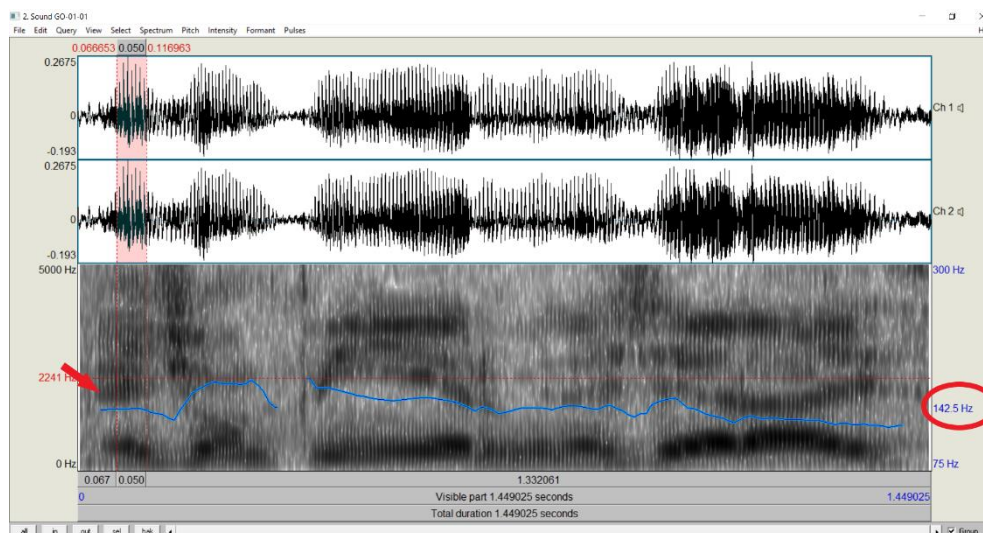 2. Sound GO-01-01
File Edit Query View Select Spectrum Pitch Intensity Formant Pulses H
0.066653 0.050 0.116963
0.2675
0
-0.193
Ch 1
0.2675
0
-0.193
Ch 2
5000 Hz 300 Hz
2241 Hz
142.5 Hz
0 Hz 75 Hz
0.067 0.050 1.332061
0 Visible part 1.449025 seconds 1.449025
Total duration 1.449025 seconds
all in out sel bak Group